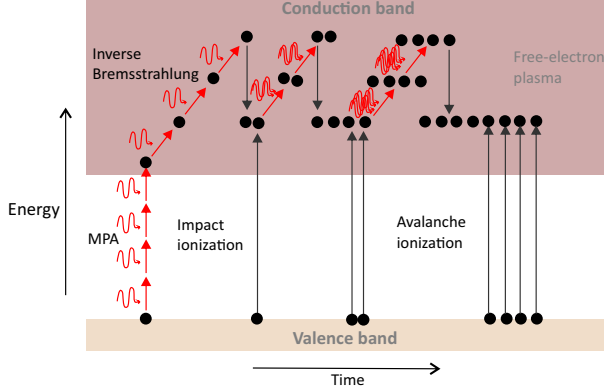 Conduction band
Inverse
Bremsstrahlung
Free-electron
plasma
Energy
MPA
Impact
ionization
Avalanche
ionization
Valence band
Time